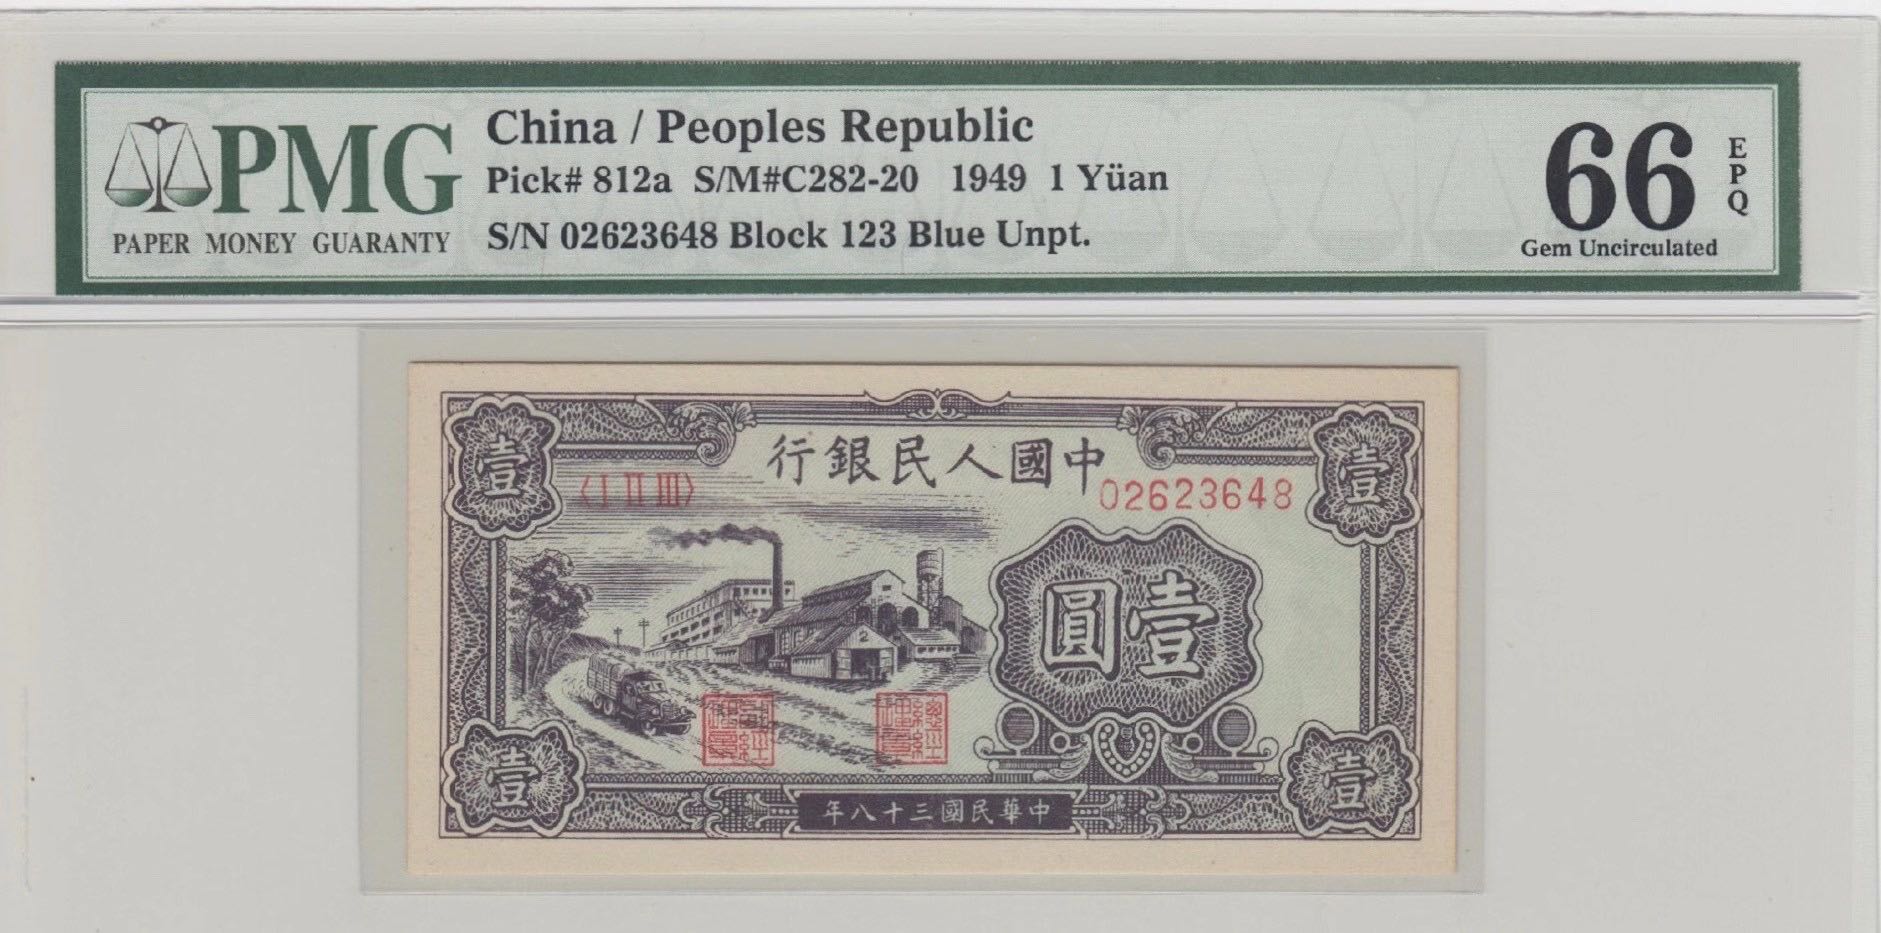 PMG
PAPER MONEY GUARANTY
China / Peoples Republic
Pick# 812a S/M#C282-20 1949 1 Yüan
S/N 02623648 Block 123 Blue Unpt.
66
EPQ
Gem Uncirculated
中國人民銀行
〈I II III〉
02623648
壹
壹
壹圓
2
壹
壹
中華民國三十八年